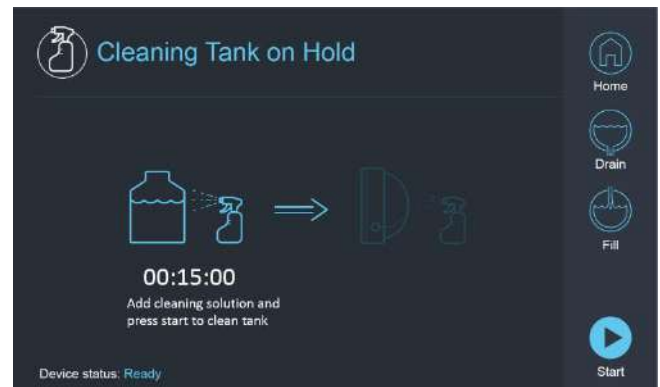 Cleaning Tank on Hold
Home
Drain
Fill
00:15:00
Add cleaning solution and
press start to clean tank
Device status: Ready
Start